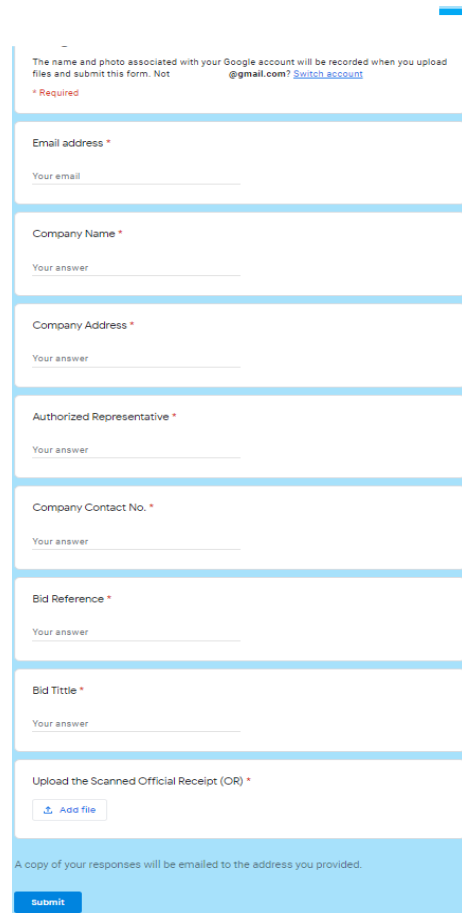 The name and photo associated with your Google account will be recorded when you upload
files and submit this form. Not @gmail.com? Switch account
* Required
Email address *
Your email
Company Name *
Your answer
Company Address *
Your answer
Authorized Representative *
Your answer
Company Contact No. *
Your answer
Bid Reference *
Your answer
Bid Tittle *
Your answer
Upload the Scanned Official Receipt (OR) *
Add file
A copy of your responses will be emailed to the address you provided.
Submit